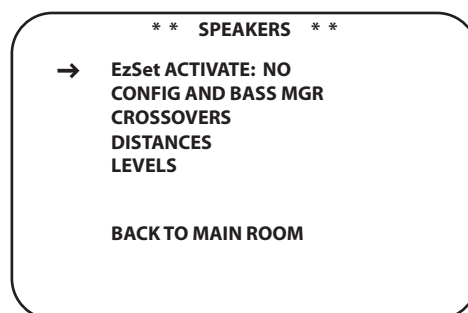 * * SPEAKERS * *
→ EzSet ACTIVATE: NO
CONFIG AND BASS MGR
CROSSOVERS
DISTANCES
LEVELS
BACK TO MAIN ROOM